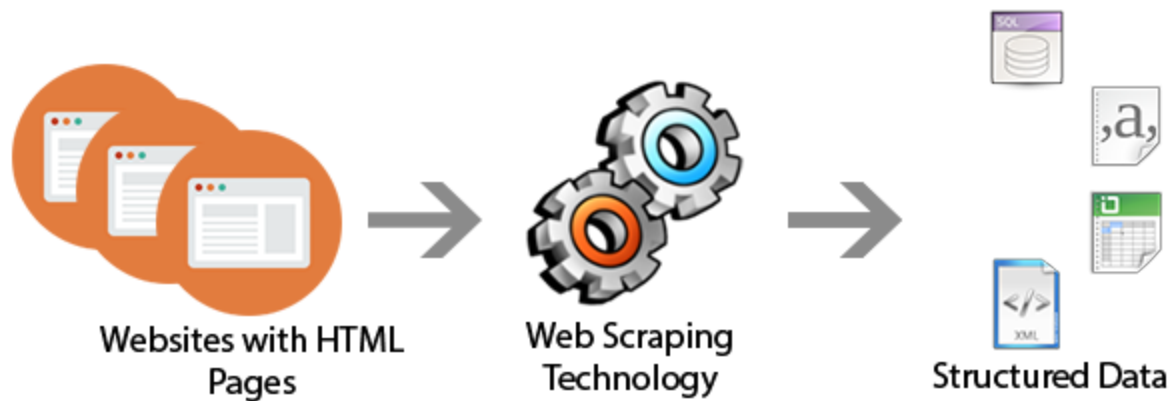 SQL
,a,
XML
Websites with HTML
Pages
Web Scraping
Technology
Structured Data